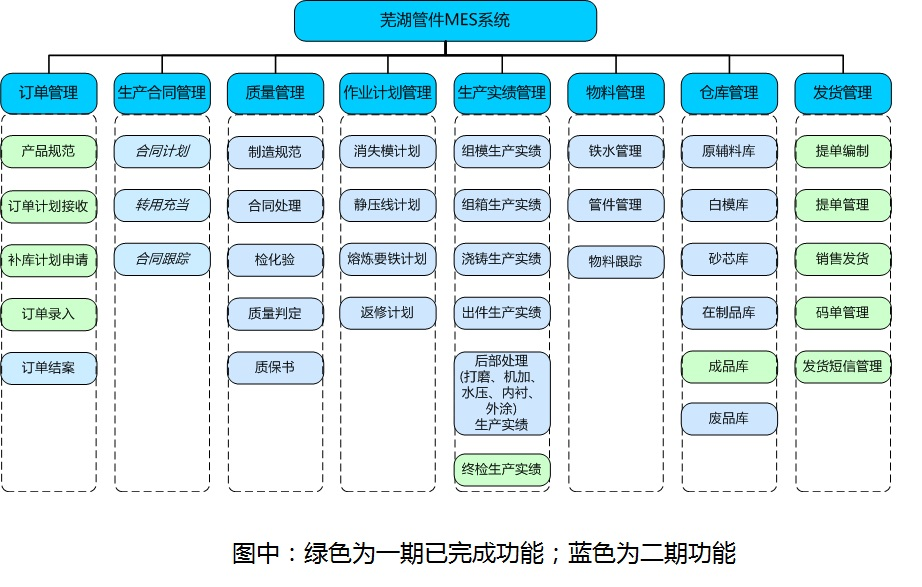 芜湖管件MES系统
订单管理
生产合同管理
质量管理
作业计划管理
生产实绩管理
物料管理
仓库管理
发货管理
产品规范
订单计划接收
补库计划申请
订单录入
订单结案
合同计划
转用充当
合同跟踪
制造规范
合同处理
检化验
质量判定
质保书
消失模计划
静压线计划
熔炼要铁计划
返修计划
组模生产实绩
组箱生产实绩
浇铸生产实绩
出件生产实绩
后部处理
(打磨、机加、
水压、内衬、
外涂)
生产实绩
终检生产实绩
铁水管理
管件管理
物料跟踪
原辅料库
白模库
砂芯库
在制品库
成品库
废品库
提单编制
提单管理
销售发货
码单管理
发货短信管理
图中：绿色为一期已完成功能；蓝色为二期功能